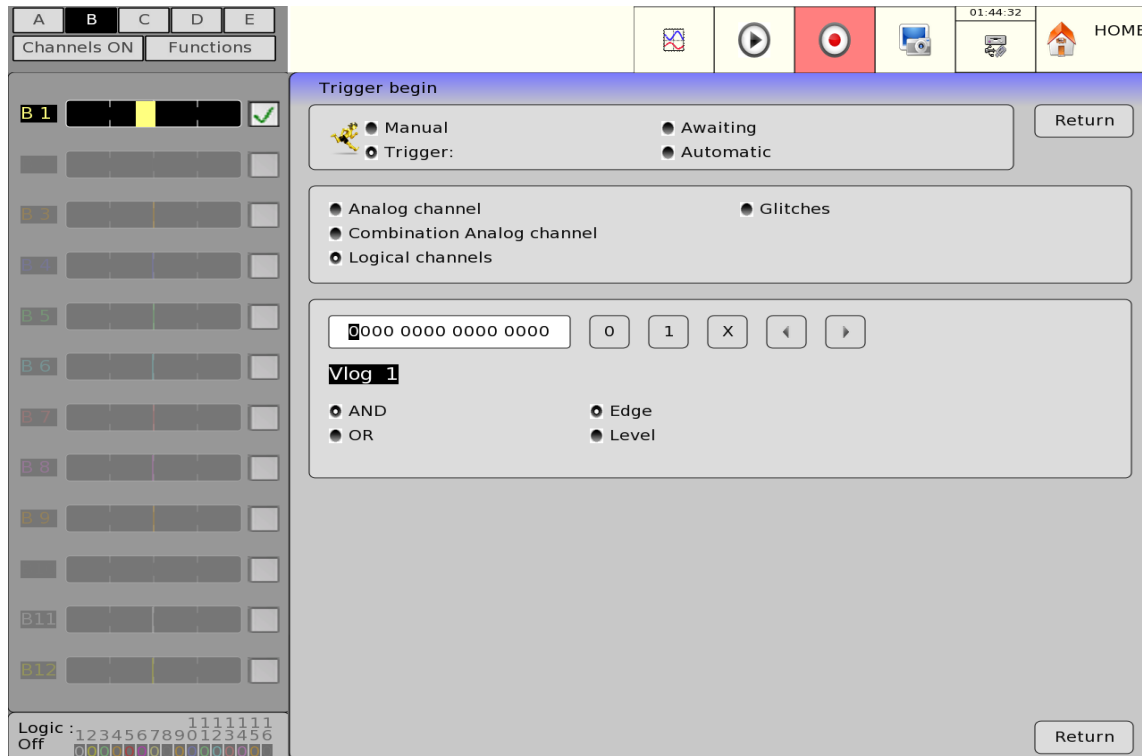 A B C D E
Channels ON Functions
01:44:32
HOME
Trigger begin
Manual Awaiting
Trigger: Automatic
Return
Analog channel Glitches
Combination Analog channel
Logical channels
0000 0000 0000 0000 0 1 X
Vlog 1
AND Edge
OR Level
B 1
B 3
B 4
B 5
B 6
B 7
B 8
B 9
B11
B12
Logic : 1234567890123456
1111111
Off
Return